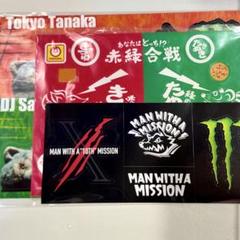 Tokyo Tanaka
DJ Sa
あなたはどっち!?
赤緑合戦
MAN WITH A "10TH" MISSION
MAN WITH A
MISSION
MAN WITH A
MISSION